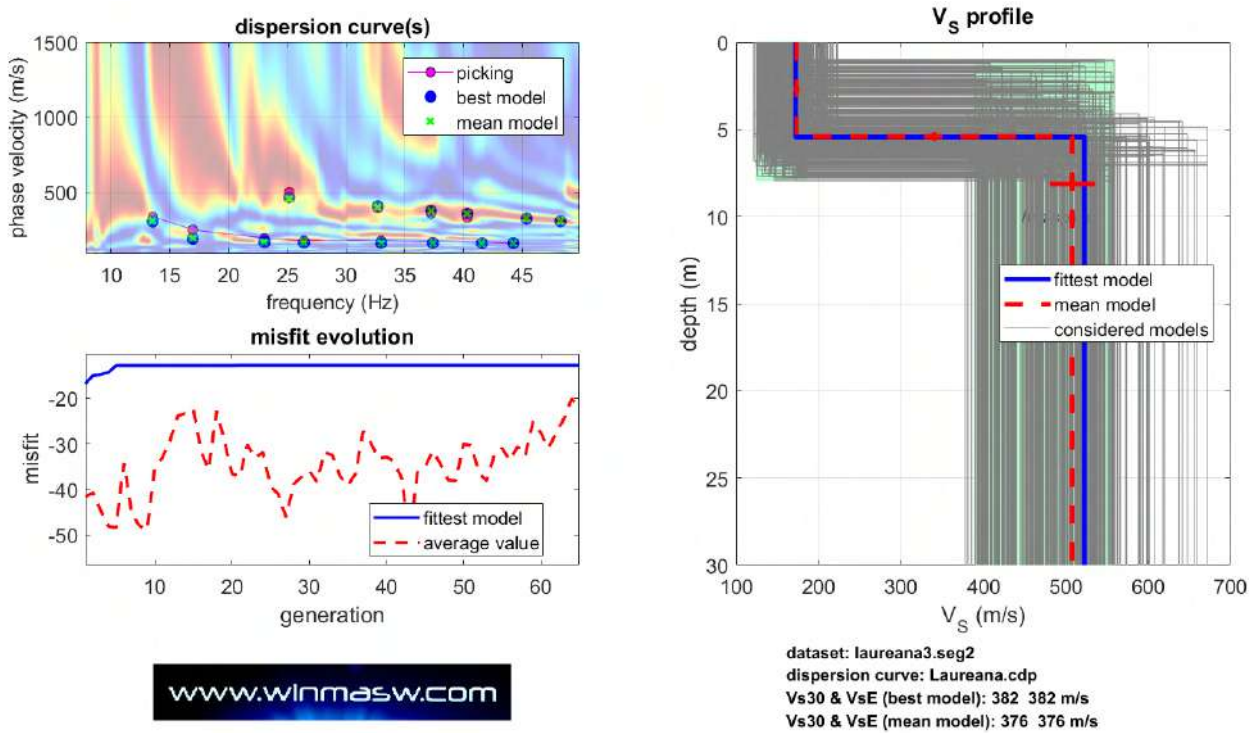 dispersion curve(s)
1500
1000
500
phase velocity (m/s)
picking
best model
mean model
10 15 20 25 30 35 40 45
frequency (Hz)
misfit evolution
-20
-30
-40
-50
misfit
fittest model
average value
10 20 30 40 50 60
generation
www.winmasw.com
VS profile
0
5
10
15
20
25
30
depth (m)
fittest model
mean model
considered models
100 200 300 400 500 600 700
VS (m/s)
dataset: laureana3.seg2
dispersion curve: Laureana.cdp
Vs30 & VsE (best model): 382 382 m/s
Vs30 & VsE (mean model): 376 376 m/s